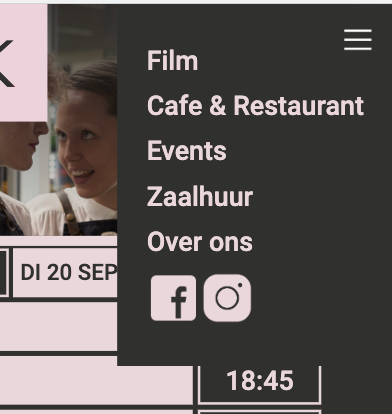 K
Film
Cafe & Restaurant
Events
Zaalhuur
Over ons
DI 20 SEP
18:45